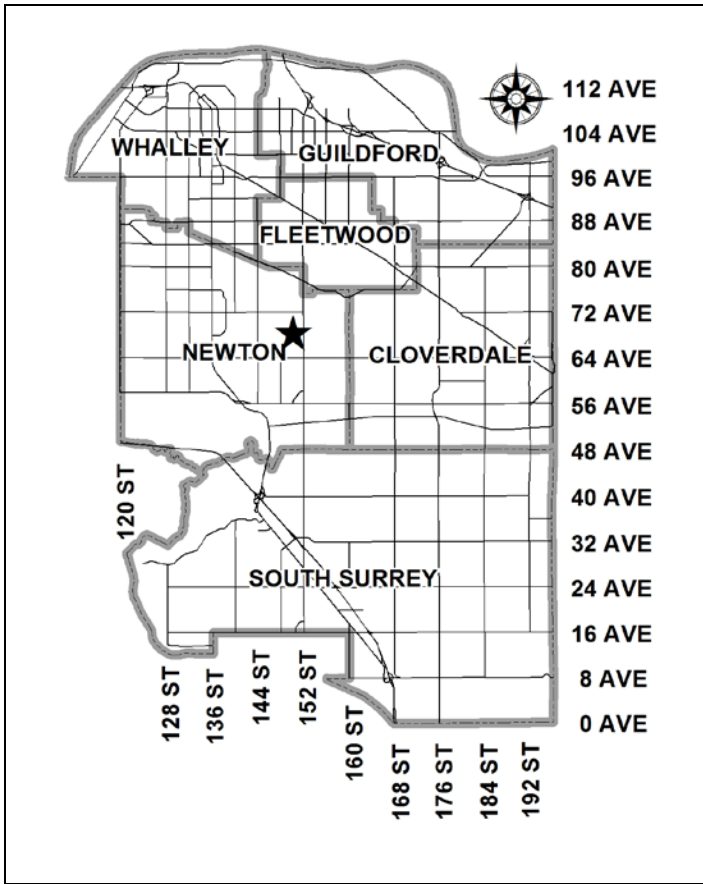 112 AVE
104 AVE
WHALLEY
GUILDFORD
96 AVE
88 AVE
FLEETWOOD
80 AVE
72 AVE
NEWTON
CLOVERDALE
64 AVE
56 AVE
48 AVE
120 ST
40 AVE
32 AVE
SOUTH SURREY
24 AVE
16 AVE
128 ST
136 ST
144 ST
152 ST
160 ST
8 AVE
0 AVE
168 ST
176 ST
184 ST
192 ST